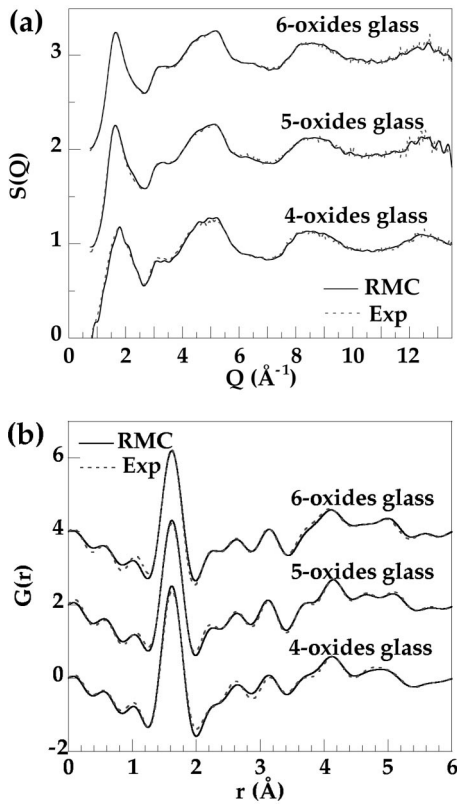 (a)
6-oxides glass
3
5-oxides glass
2
S(Q)
4-oxides glass
1
RMC
Exp
0
0 2 4 6 8 10 12
Q (Å⁻¹)
(b)
RMC
Exp
6
6-oxides glass
4
5-oxides glass
G(r)
2
4-oxides glass
0
-2
0 1 2 3 4 5 6
r (Å)